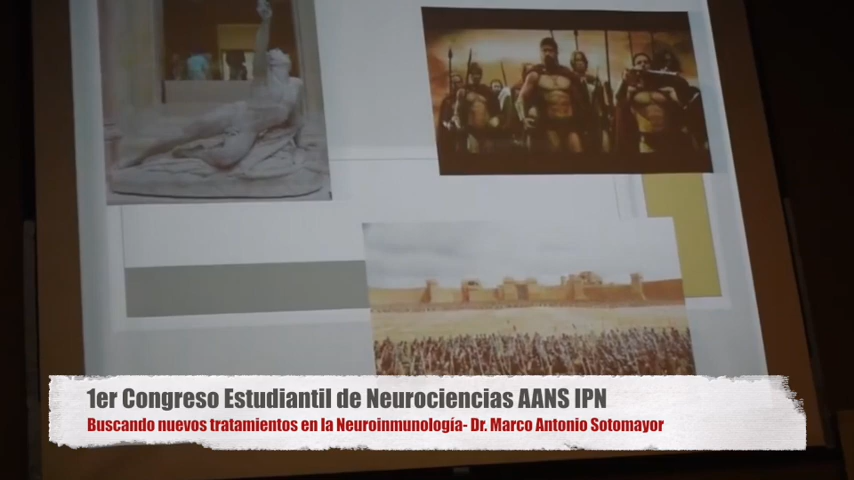 1er Congreso Estudiantil de Neurociencias AANS IPN
Buscando nuevos tratamientos en la Neuroinmunología- Dr. Marco Antonio Sotomayor